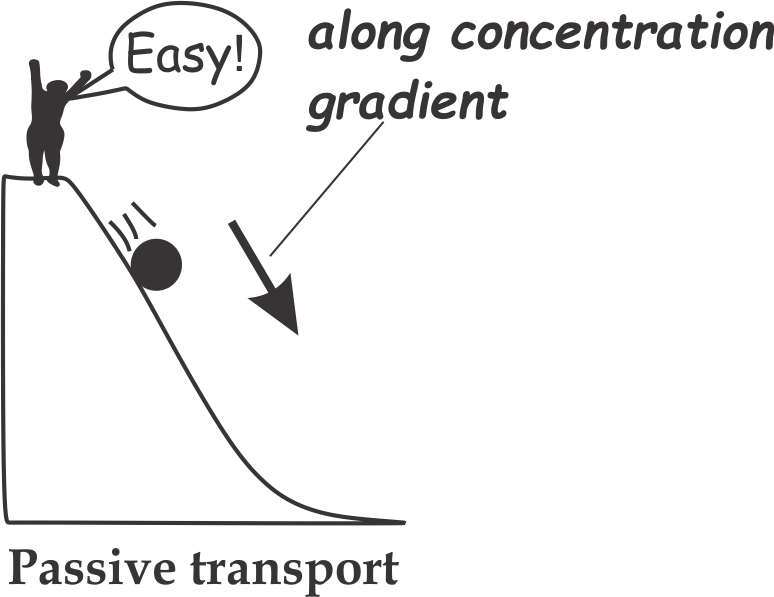 Easy!
along concentration
gradient
Passive transport